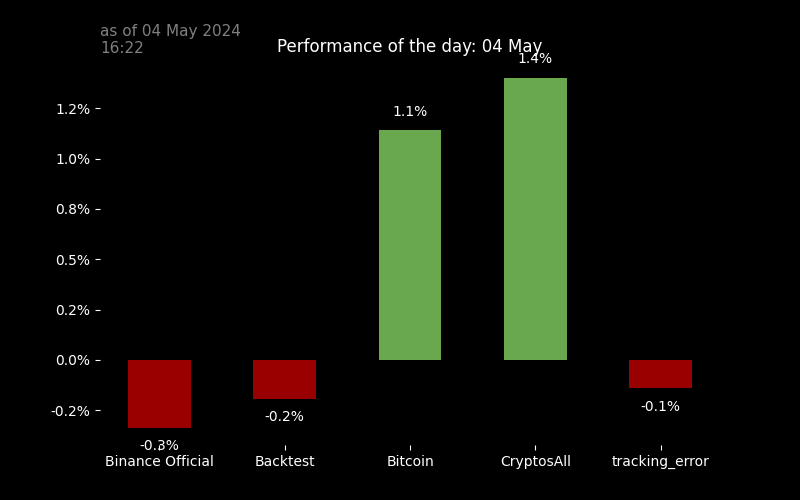 as of 04 May 2024
16:22
Performance of the day: 04 May
1.4%
1.2%
1.1%
1.0%
0.8%
0.5%
0.2%
0.0%
-0.2%
-0.3%
-0.2%
-0.1%
Binance Official
Backtest
Bitcoin
CryptosAll
tracking_error